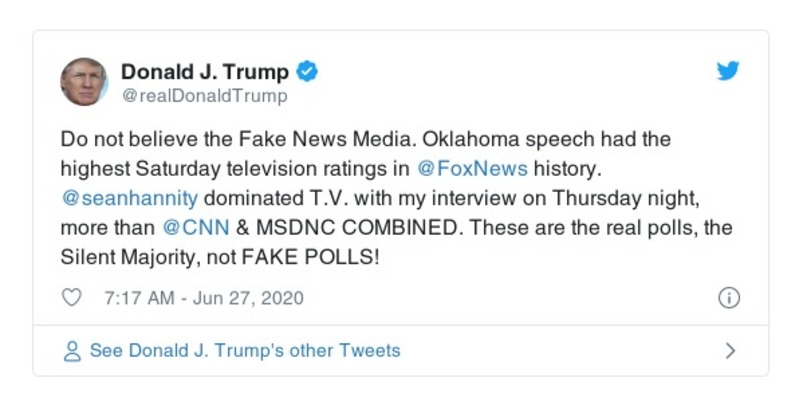 Donald J. Trump
@realDonaldTrump
Do not believe the Fake News Media. Oklahoma speech had the
highest Saturday television ratings in @FoxNews history.
@seanhannity dominated T.V. with my interview on Thursday night,
more than @CNN & MSDNC COMBINED. These are the real polls, the
Silent Majority, not FAKE POLLS!
7:17 AM - Jun 27, 2020
See Donald J. Trump's other Tweets